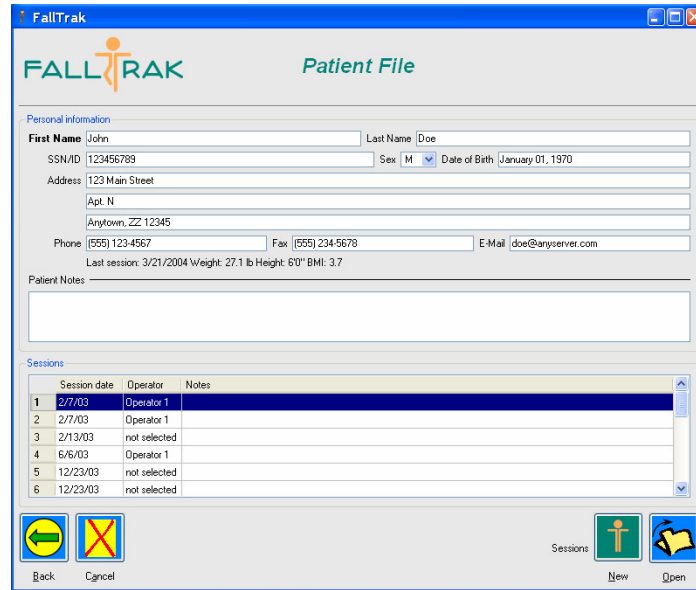 FallTrak
FALLTRAK
Patient File
Personal information
First Name John Last Name Doe
SSN/ID 123456789 Sex M Date of Birth January 01, 1970
Address 123 Main Street
Apt. N
Anytown, ZZ 12345
Phone (555) 123-4567 Fax (555) 234-5678 E-Mail doe@anyserver.com
Last session: 3/21/2004 Weight: 27.1 lb Height: 6'0" BMI: 3.7
Patient Notes
Sessions
Session date Operator Notes
1 2/7/03 Operator 1
2 2/7/03 Operator 1
3 2/13/03 not selected
4 6/6/03 Operator 1
5 12/23/03 not selected
6 12/23/03 not selected
Sessions
Back Cancel New Open